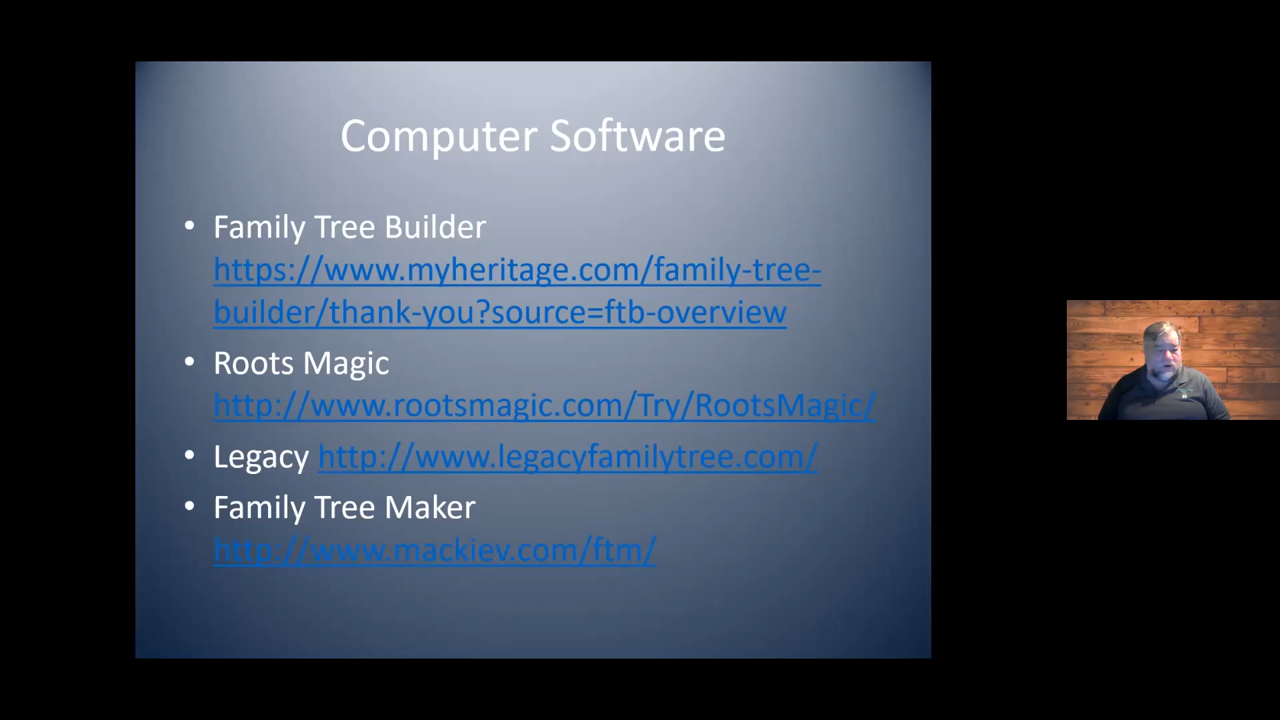 Computer Software
• Family Tree Builder
https://www.myheritage.com/family-tree-
builder/thank-you?source=ftb-overview
• Roots Magic
http://www.rootsmagic.com/Try/RootsMagic/
• Legacy http://www.legacyfamilytree.com/
• Family Tree Maker
http://www.mackiev.com/ftm/